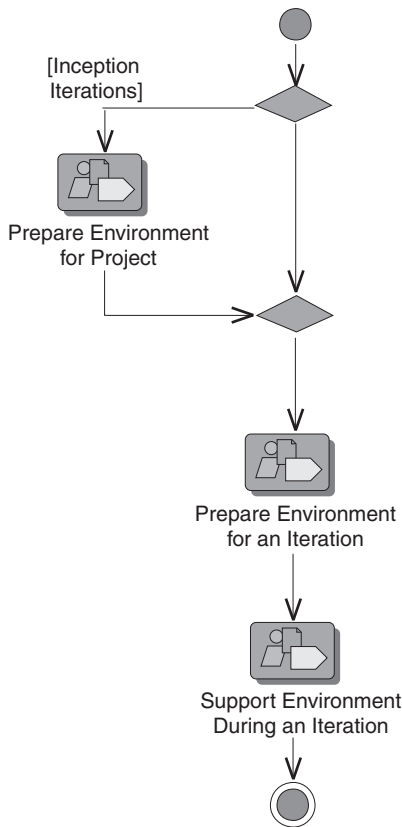 [Inception
Iterations]
Prepare Environment
for Project
Prepare Environment
for an Iteration
Support Environment
During an Iteration